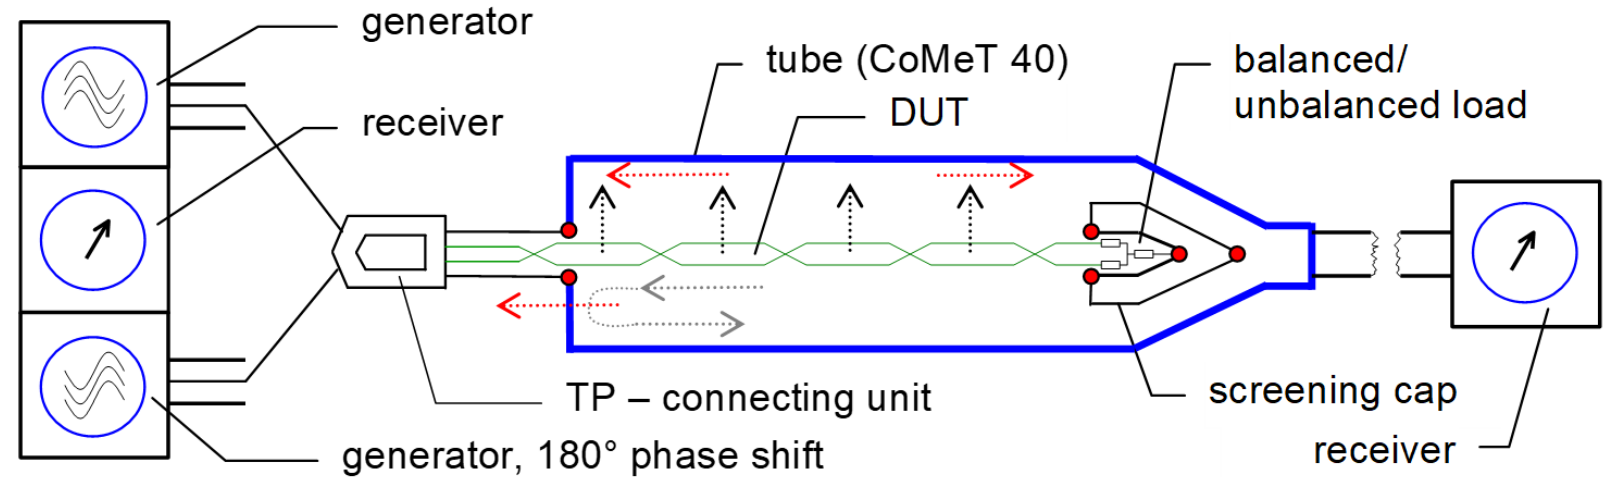 generator
tube (CoMeT 40)
balanced/
unbalanced load
receiver
DUT
TP – connecting unit
screening cap
receiver
generator, 180° phase shift